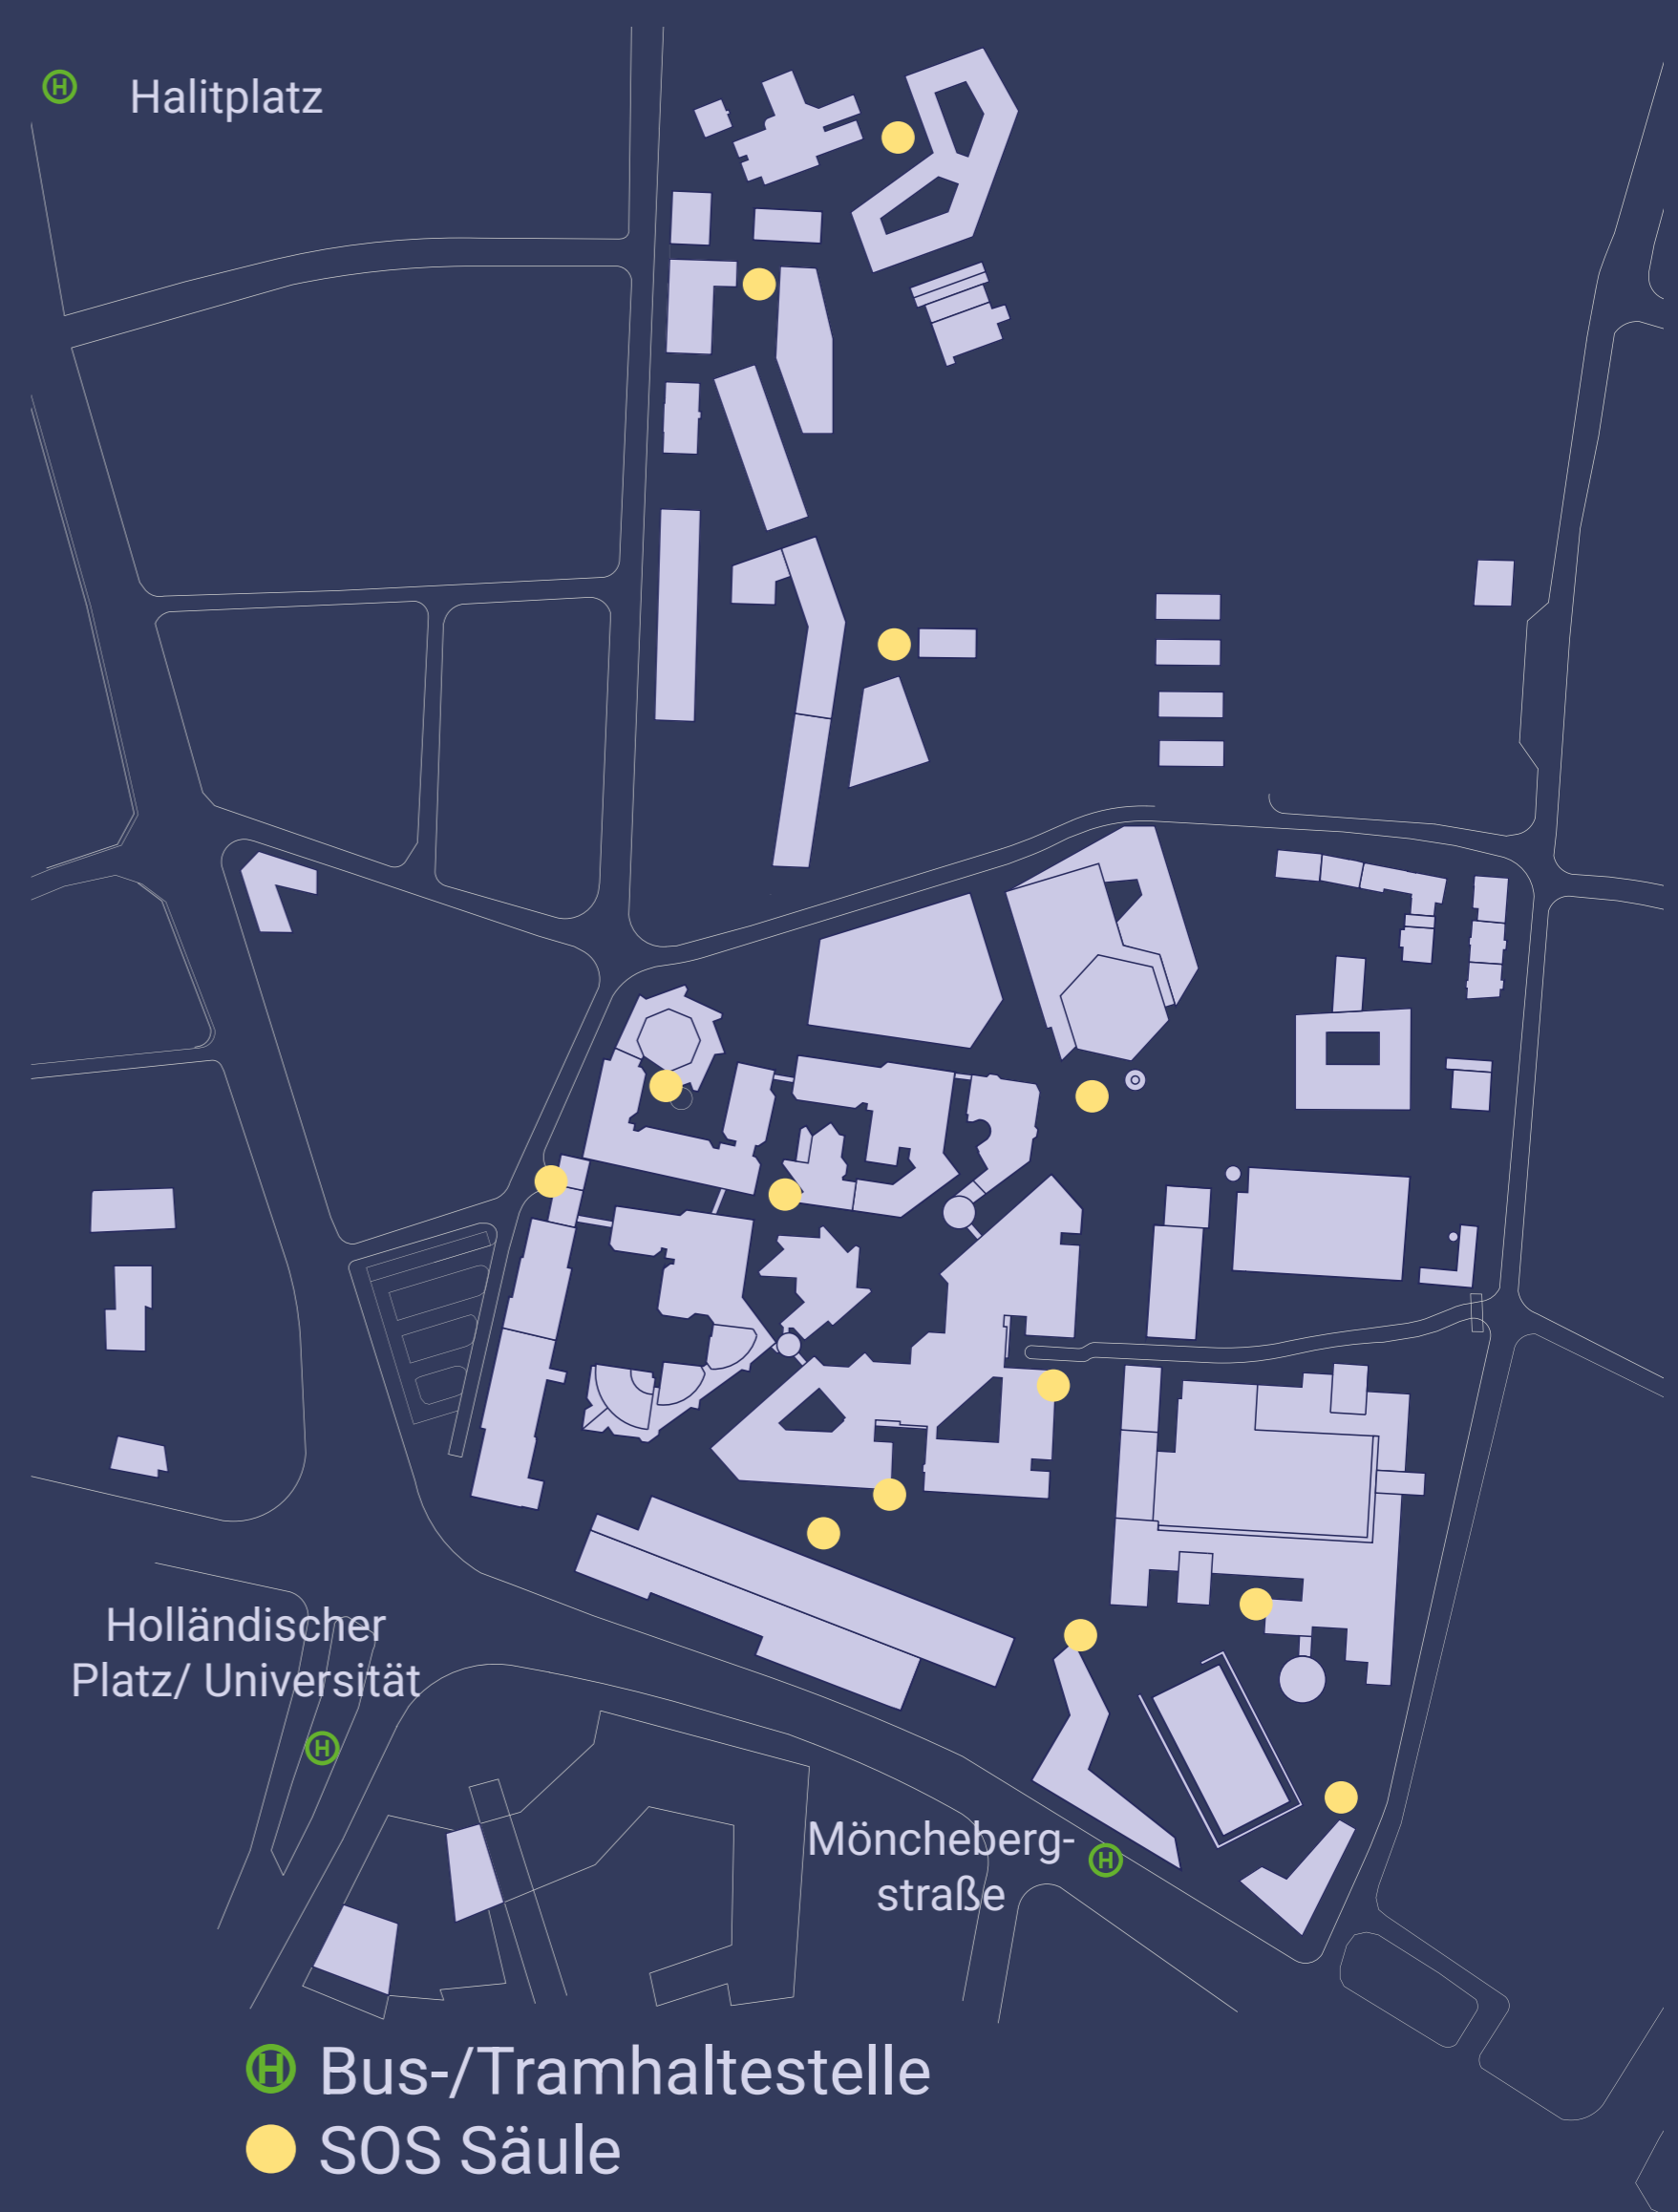 H Halitplatz
Holländischer
Platz/ Universität
H
Möncheberg-
straße
H
H Bus-/Tramhaltestelle
SOS Säule